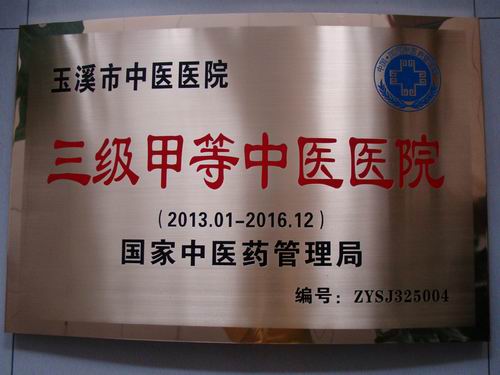 玉溪市中医医院
三级甲等中医医院
(2013.01-2016.12)
国家中医药管理局
编号：ZYSJ325004